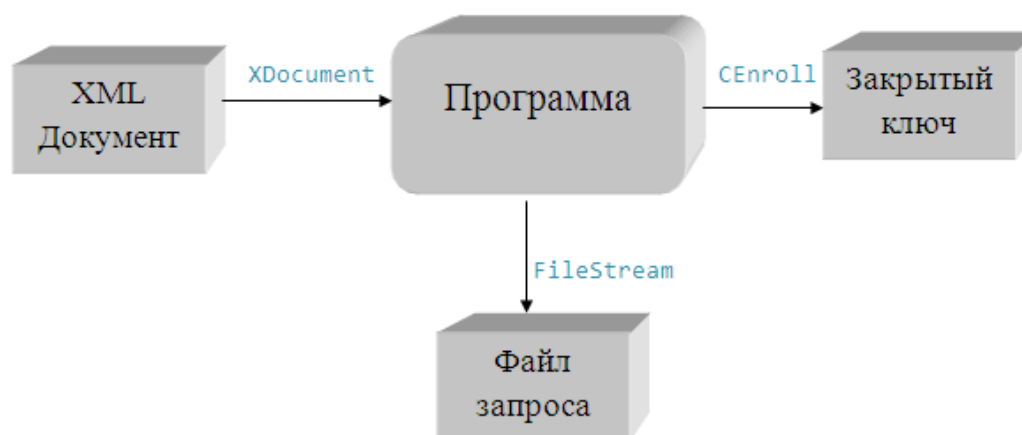 XML
Документ
XDocument
Программа
CEnroll
Закрытый
ключ
FileStream
Файл
запроса